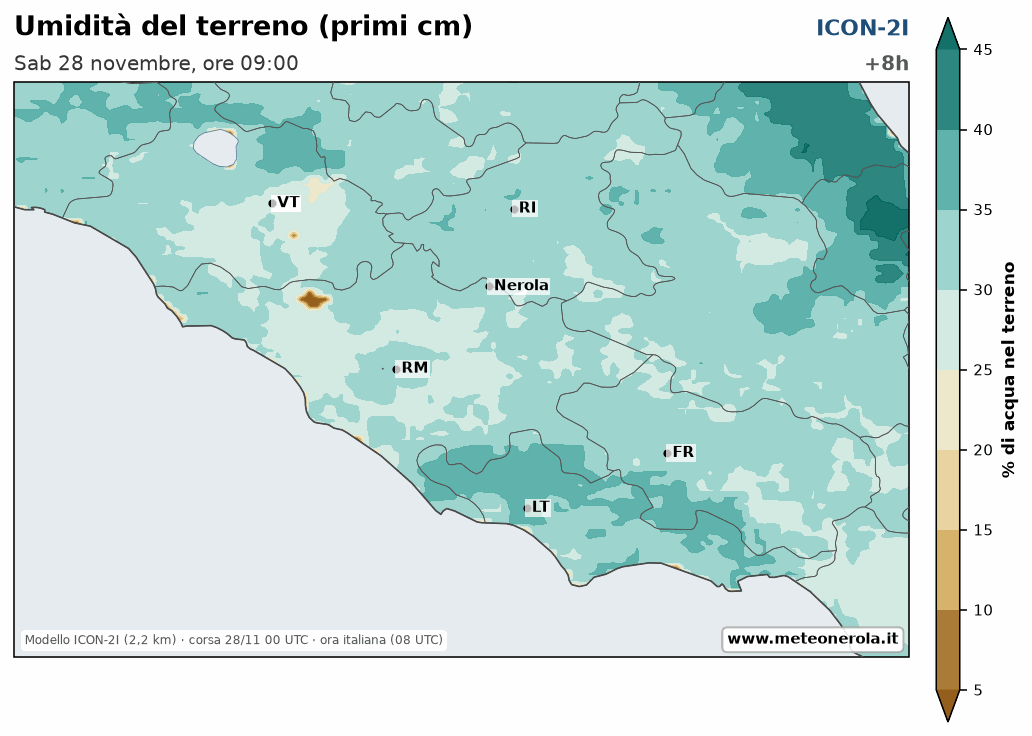 Umidità del terreno (primi cm)
ICON-2I
Sab 28 novembre, ore 09:00
+8h
45
40
35
30
25
20
15
10
5
% di acqua nel terreno
VT
RI
Nerola
RM
FR
LT
Modello ICON-2I (2,2 km) · corsa 28/11 00 UTC · ora italiana (08 UTC)
www.meteonerola.it